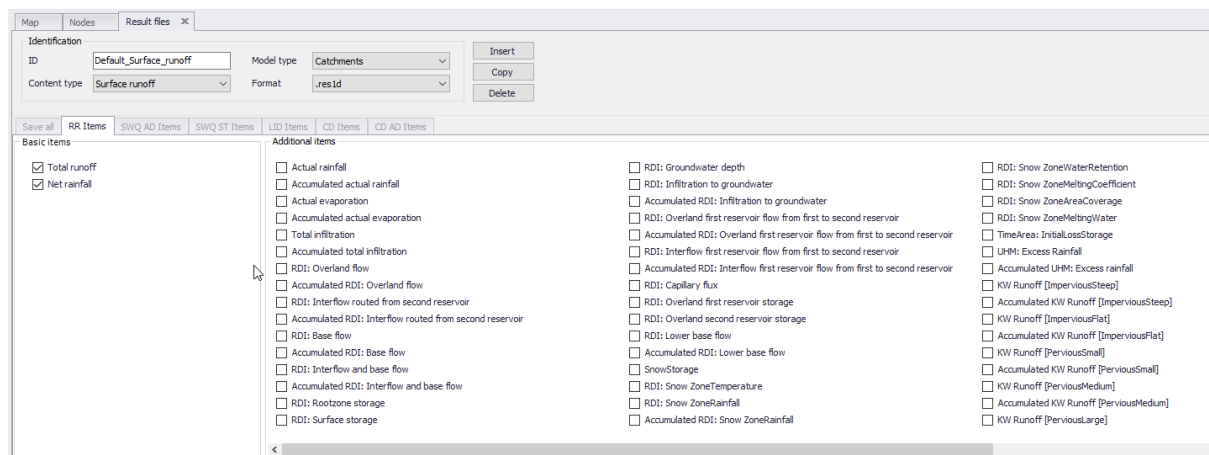 Map Nodes Result files
Identification
ID Default_Surface_runoff Model type Catchments
Content type Surface runoff Format .res1d
Insert
Copy
Delete
Save all RR Items SWQ AD Items SWQ ST Items LID Items CD Items CD AD Items
Basic items
Total runoff
Net rainfall
Additional items
Actual rainfall
Accumulated actual rainfall
Actual evaporation
Accumulated actual evaporation
Total infiltration
Accumulated total infiltration
RDI: Overland flow
Accumulated RDI: Overland flow
RDI: Interflow routed from second reservoir
Accumulated RDI: Interflow routed from second reservoir
RDI: Base flow
Accumulated RDI: Base flow
RDI: Interflow and base flow
Accumulated RDI: Interflow and base flow
RDI: Rootzone storage
RDI: Surface storage
RDI: Groundwater depth
RDI: Infiltration to groundwater
Accumulated RDI: Infiltration to groundwater
RDI: Overland first reservoir flow from first to second reservoir
Accumulated RDI: Overland first reservoir flow from first to second reservoir
RDI: Interflow first reservoir flow from first to second reservoir
Accumulated RDI: Interflow first reservoir flow from first to second reservoir
RDI: Capillary flux
RDI: Overland first reservoir storage
RDI: Overland second reservoir storage
RDI: Lower base flow
Accumulated RDI: Lower base flow
SnowStorage
RDI: Snow ZoneTemperature
RDI: Snow ZoneRainfall
Accumulated RDI: Snow ZoneRainfall
RDI: Snow ZoneWaterRetention
RDI: Snow ZoneMeltingCoefficient
RDI: Snow ZoneAreaCoverage
RDI: Snow ZoneMeltingWater
TimeArea: InitialLossStorage
UHM: Excess Rainfall
Accumulated UHM: Excess rainfall
KW Runoff [ImperviousSteep]
Accumulated KW Runoff [ImperviousSteep]
KW Runoff [ImperviousFlat]
Accumulated KW Runoff [ImperviousFlat]
KW Runoff [PerviousSmall]
Accumulated KW Runoff [PerviousSmall]
KW Runoff [PerviousMedium]
Accumulated KW Runoff [PerviousMedium]
KW Runoff [PerviousLarge]